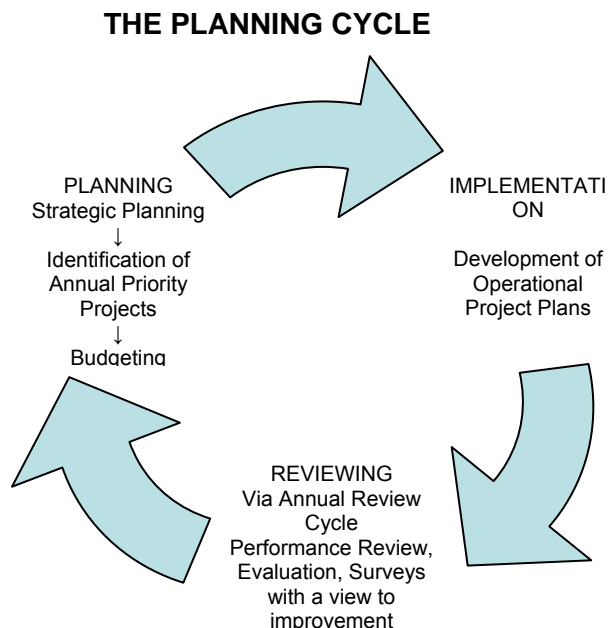 THE PLANNING CYCLE
PLANNING
Strategic Planning
↓
Identification of
Annual Priority
Projects
↓
Budgeting
IMPLEMENTATI
ON
Development of
Operational
Project Plans
REVIEWING
Via Annual Review
Cycle
Performance Review,
Evaluation, Surveys
with a view to
improvement